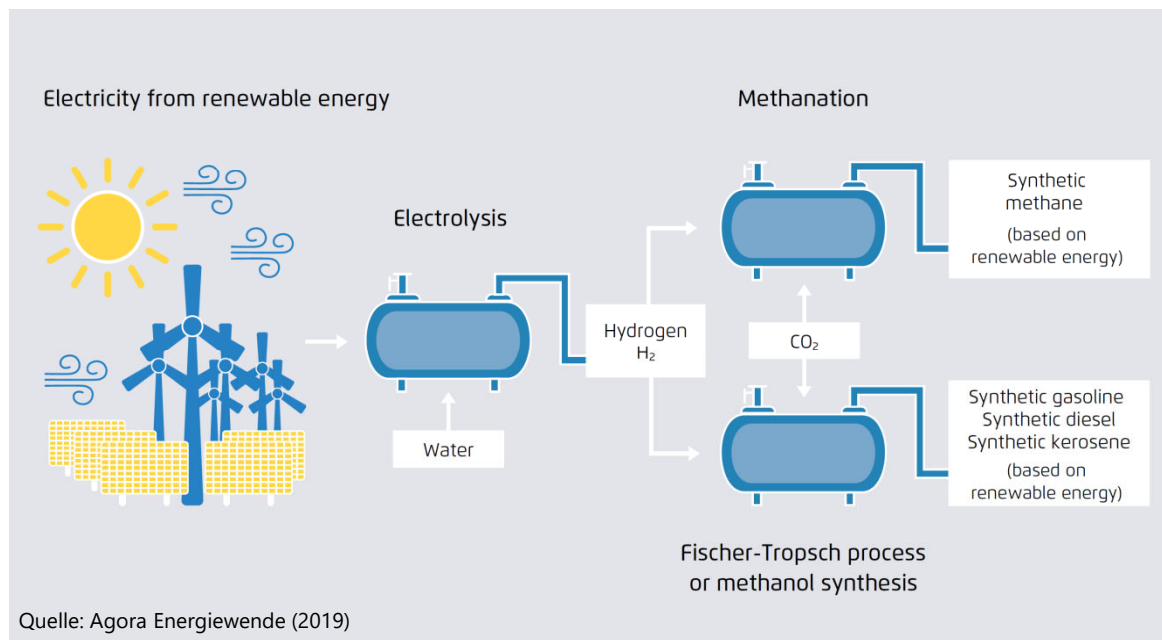 Electricity from renewable energy
Electrolysis
Water
Hydrogen
H₂
Methanation
CO₂
Synthetic
methane
(based on
renewable energy)
Synthetic gasoline
Synthetic diesel
Synthetic kerosene
(based on
renewable energy)
Fischer-Tropsch process
or methanol synthesis
Quelle: Agora Energiewende (2019)